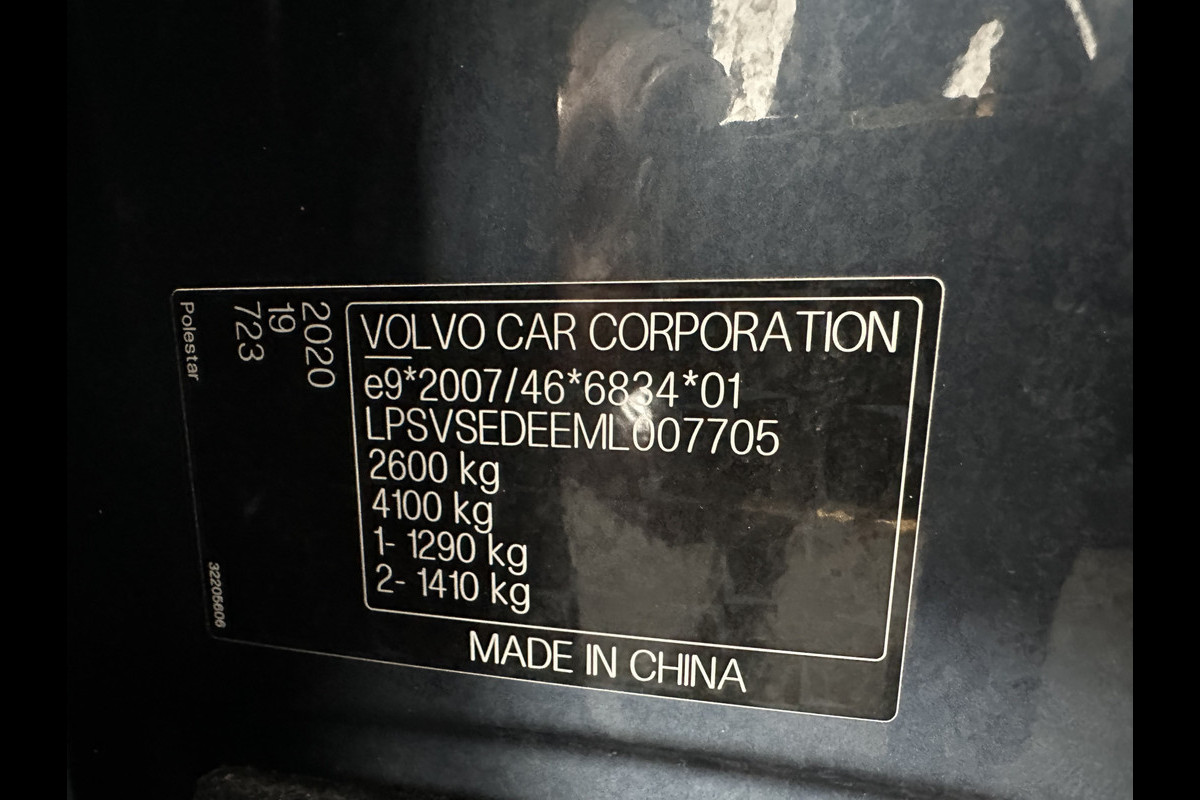 VOLVO CAR CORPORATION
e9*2007/46*6834*01
LPSVSEDEEML007705
2600 kg
4100 kg
1- 1290 kg
2- 1410 kg
MADE IN CHINA
2020
19
723
Polestar
32205606